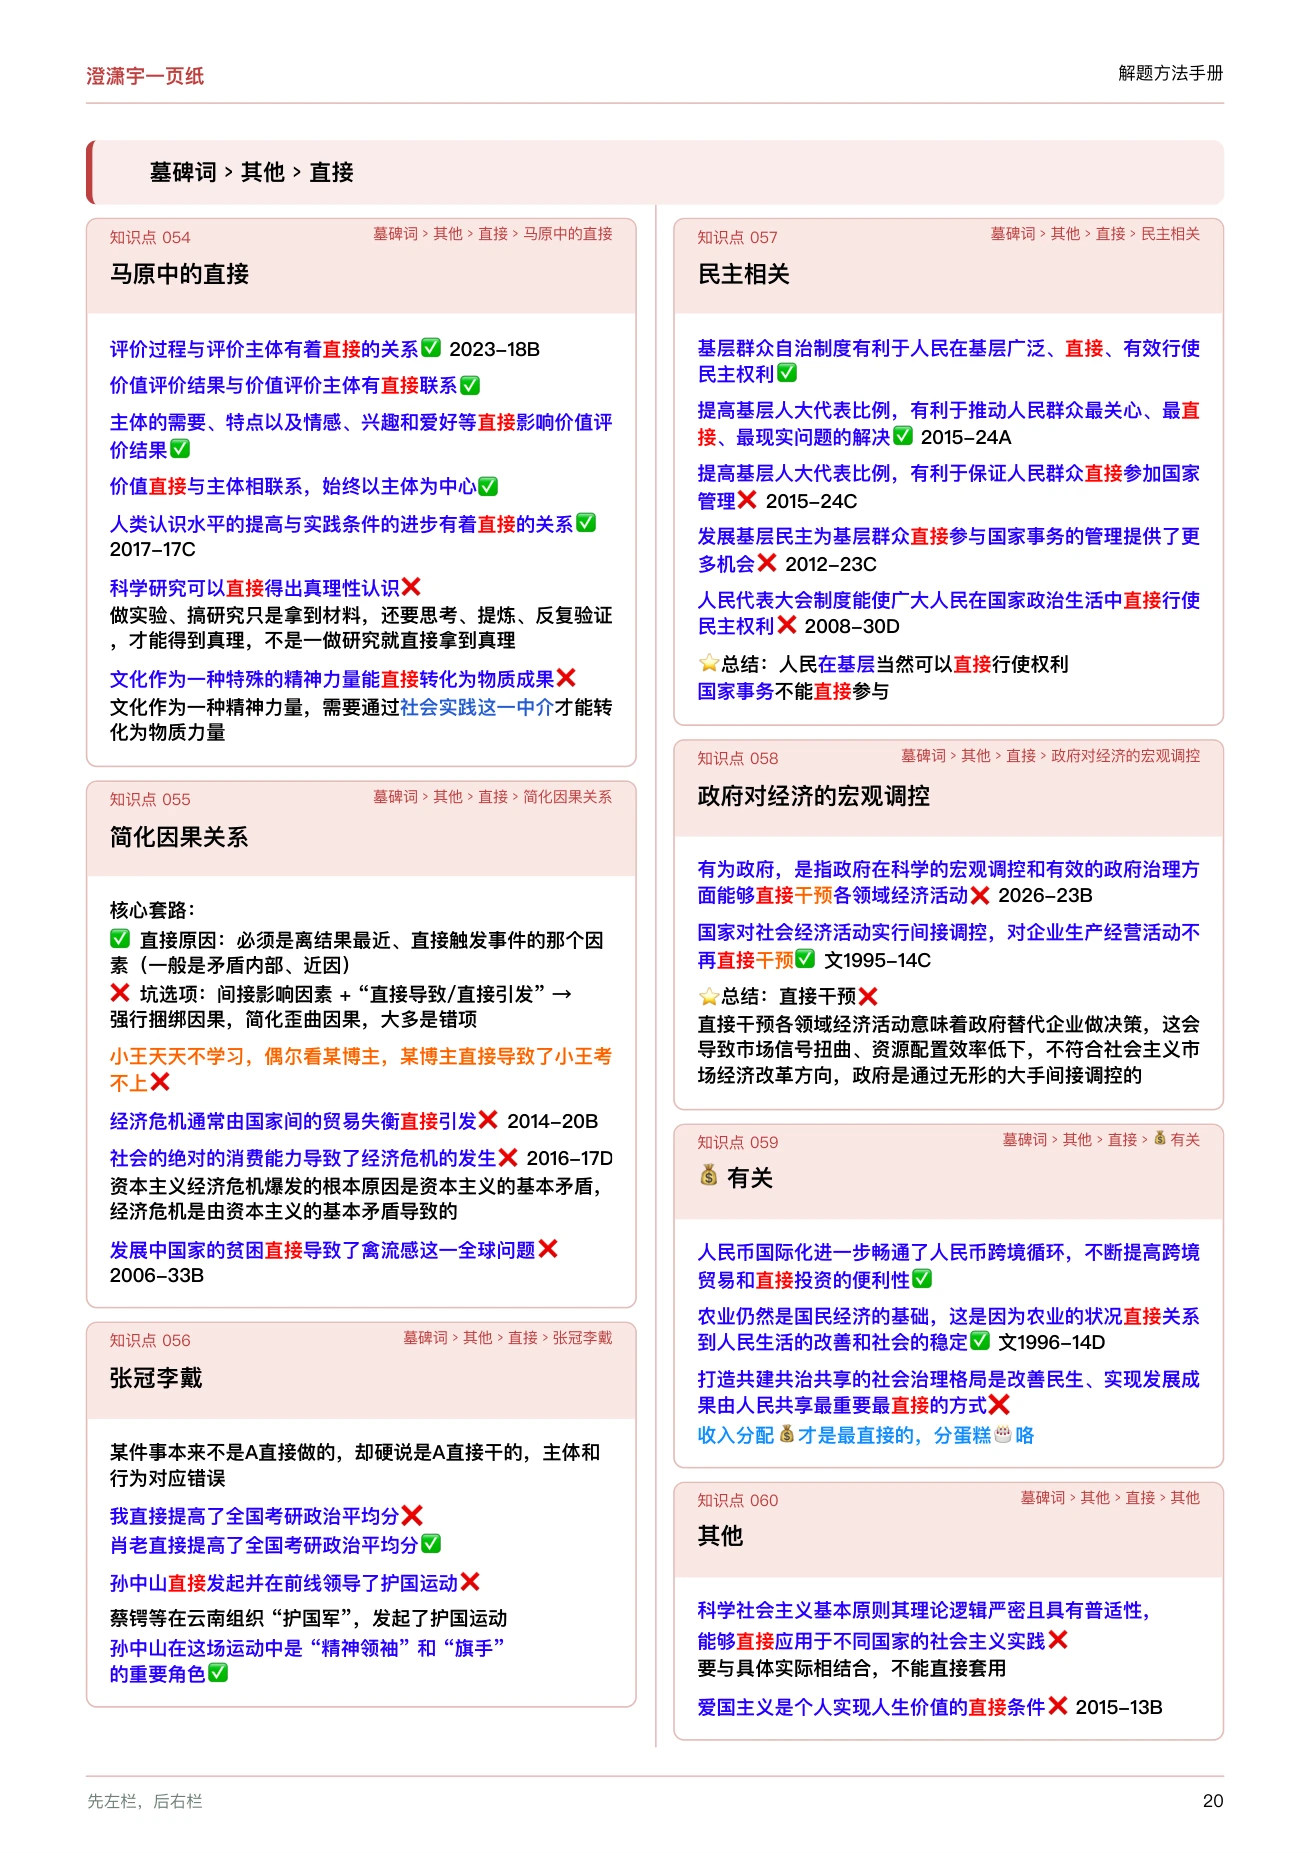 澄潇宇一页纸
解题方法手册
墓碑词 > 其他 > 直接
知识点 054
墓碑词 > 其他 > 直接 > 马原中的直接
马原中的直接
评价过程与评价主体有着直接的关系✅ 2023-18B
价值评价结果与价值评价主体有直接联系✅
主体的需要、特点以及情感、兴趣和爱好等直接影响价值评
价结果✅
价值直接与主体相联系，始终以主体为中心✅
人类认识水平的提高与实践条件的进步有着直接的关系✅
2017-17C
科学研究可以直接得出真理性认识❌
做实验、搞研究只是拿到材料，还要思考、提炼、反复验证
，才能得到真理，不是一做研究就直接拿到真理
文化作为一种特殊的精神力量能直接转化为物质成果❌
文化作为一种精神力量，需要通过社会实践这一中介才能转
化为物质力量
知识点 055
墓碑词 > 其他 > 直接 > 简化因果关系
简化因果关系
核心套路：
✅ 直接原因：必须是离结果最近、直接触发事件的那个因
素（一般是矛盾内部、近因）
❌ 坑选项：间接影响因素 + “直接导致/直接引发” →
强行捆绑因果，简化歪曲因果，大多是错项
小王天天不学习，偶尔看某博主，某博主直接导致了小王考
不上❌
经济危机通常由国家间的贸易失衡直接引发❌ 2014-20B
社会的绝对的消费能力导致了经济危机的发生❌ 2016-17D
资本主义经济危机爆发的根本原因是资本主义的基本矛盾，
经济危机是由资本主义的基本矛盾导致的
发展中国家的贫困直接导致了禽流感这一全球问题❌
2006-33B
知识点 056
墓碑词 > 其他 > 直接 > 张冠李戴
张冠李戴
某件事本来不是A直接做的，却硬说是A直接干的，主体和
行为对应错误
我直接提高了全国考研政治平均分❌
肖老直接提高了全国考研政治平均分✅
孙中山直接发起并在前线领导了护国运动❌
蔡锷等在云南组织“护国军”，发起了护国运动
孙中山在这场运动中是“精神领袖”和“旗手”
的重要角色✅
知识点 057
墓碑词 > 其他 > 直接 > 民主相关
民主相关
基层群众自治制度有利于人民在基层广泛、直接、有效行使
民主权利✅
提高基层人大代表比例，有利于推动人民群众最关心、最直
接、最现实问题的解决✅ 2015-24A
提高基层人大代表比例，有利于保证人民群众直接参加国家
管理❌ 2015-24C
发展基层民主为基层群众直接参与国家事务的管理提供了更
多机会❌ 2012-23C
人民代表大会制度能使广大人民在国家政治生活中直接行使
民主权利❌ 2008-30D
⭐总结：人民在基层当然可以直接行使权利
国家事务不能直接参与
知识点 058
墓碑词 > 其他 > 直接 > 政府对经济的宏观调控
政府对经济的宏观调控
有为政府，是指政府在科学的宏观调控和有效的政府治理方
面能够直接干预各领域经济活动❌ 2026-23B
国家对社会经济活动实行间接调控，对企业生产经营活动不
再直接干预✅ 文1995-14C
⭐总结：直接干预❌
直接干预各领域经济活动意味着政府替代企业做决策，这会
导致市场信号扭曲、资源配置效率低下，不符合社会主义市
场经济改革方向，政府是通过无形的大手间接调控的
知识点 059
墓碑词 > 其他 > 直接 > 💰有关
💰 有关
人民币国际化进一步畅通了人民币跨境循环，不断提高跨境
贸易和直接投资的便利性✅
农业仍然是国民经济的基础，这是因为农业的状况直接关系
到人民生活的改善和社会的稳定✅ 文1996-14D
打造共建共治共享的社会治理格局是改善民生、实现发展成
果由人民共享最重要最直接的方式❌
收入分配💰才是最直接的，分蛋糕🎂咯
知识点 060
墓碑词 > 其他 > 直接 > 其他
其他
科学社会主义基本原则其理论逻辑严密且具有普适性，
能够直接应用于不同国家的社会主义实践❌
要与具体实际相结合，不能直接套用
爱国主义是个人实现人生价值的直接条件❌ 2015-13B
先左栏，后右栏
20